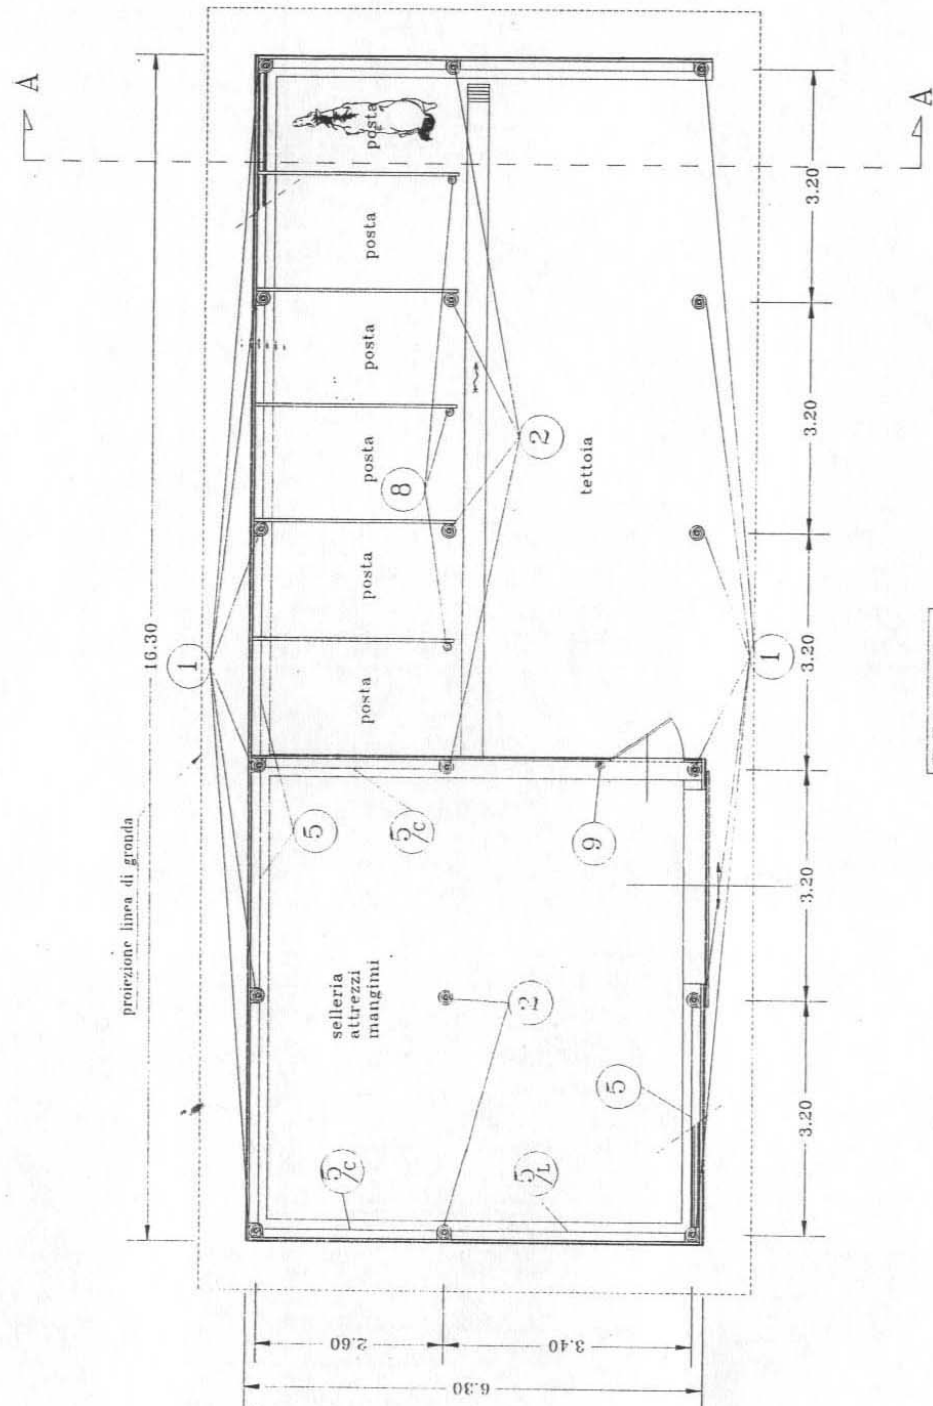 A
A
16.30
proiezione linea di gronda
posta
posta
posta
posta
posta
posta
tettoia
selleria
attrezzi
mangimi
1
1
2
2
8
5
5/C
9
5/C
5/L
5
3.20
3.20
3.20
3.20
3.20
2.60
3.40
6.30